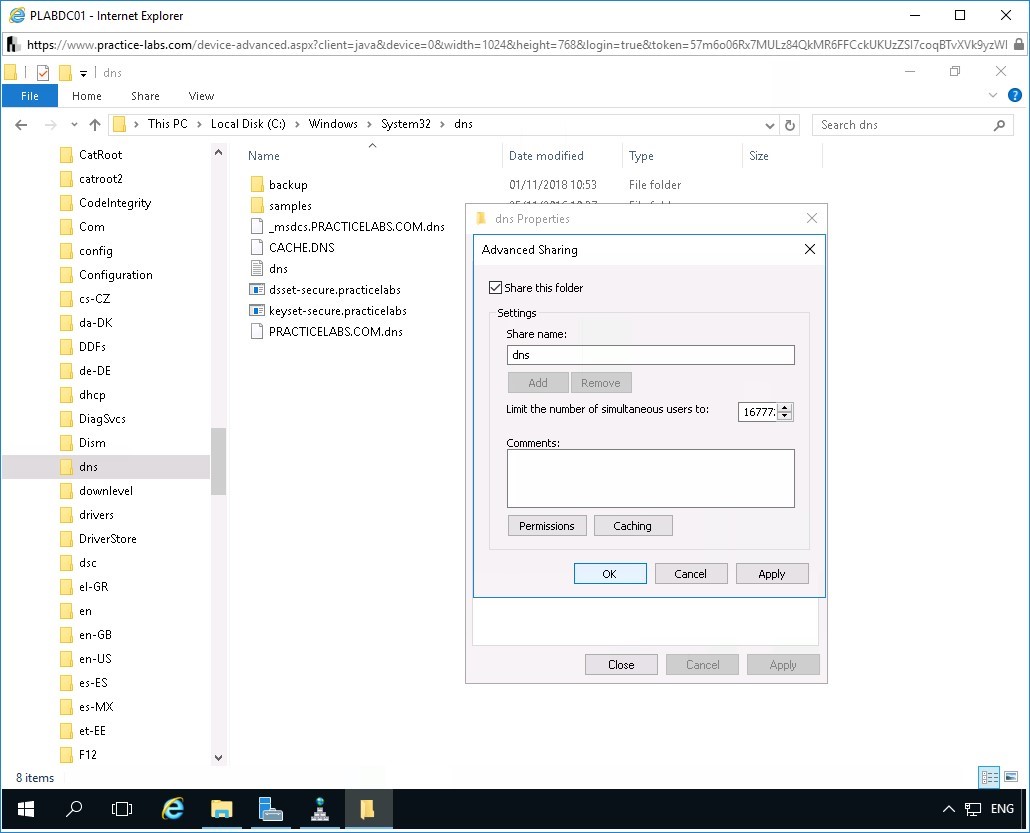 PLABDC01 - Internet Explorer
https://www.practice-labs.com/device-advanced.aspx?client=java&device=0&width=1024&height=768&login=true&token=57m6o06Rx7MULz84QkMR6FFCckUKUzZSI7coqBTvXVk9yzWl
dns
File Home Share View
This PC Local Disk (C:) Windows System32 dns
Search dns
Name Date modified Type Size
CatRoot
catroot2
CodeIntegrity
Com
config
Configuration
cs-CZ
da-DK
DDFs
de-DE
dhcp
DiagSvcs
Dism
dns
downlevel
drivers
DriverStore
dsc
el-GR
en
en-GB
en-US
es-ES
es-MX
et-EE
F12
backup 01/11/2018 10:53 File folder
samples
_msdcs.PRACTICELABS.COM.dns
CACHE.DNS
dns
dsset-secure.practicelabs
keyset-secure.practicelabs
PRACTICELABS.COM.dns
dns Properties
Advanced Sharing
Share this folder
Settings
Share name:
dns
Add Remove
Limit the number of simultaneous users to:
Comments:
Permissions Caching
OK Cancel Apply
Close Cancel Apply
8 items
ENG